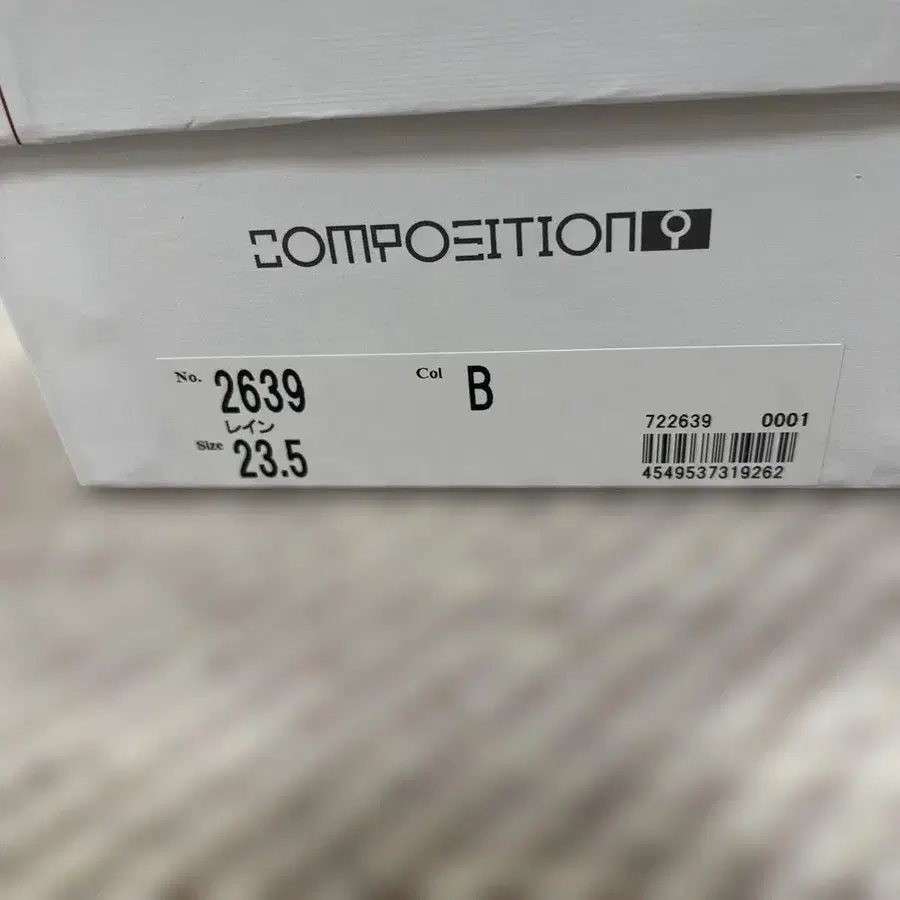 COMPOSITION9
No. 2639
Col B
レイン
Size 23.5
722639 0001
4549537319262